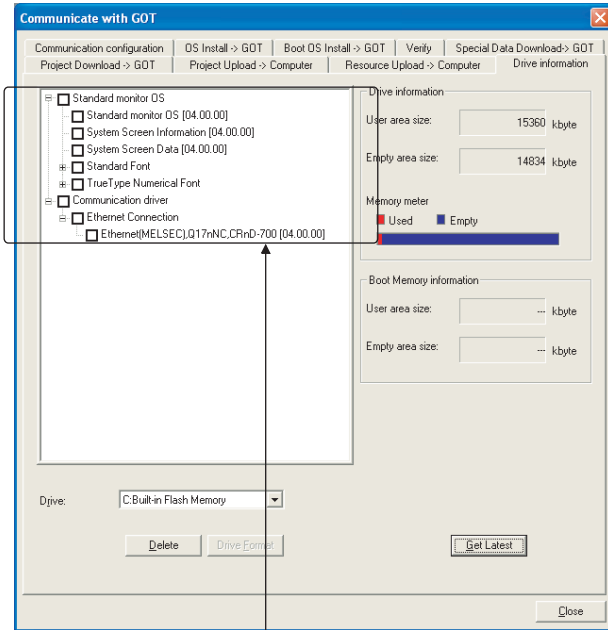 Communicate with GOT
Communication configuration OS Install -> GOT Boot OS Install -> GOT Verify Special Data Download-> GOT
Project Download -> GOT Project Upload -> Computer Resource Upload -> Computer Drive information
Standard monitor OS
Standard monitor OS [04.00.00]
System Screen Information [04.00.00]
System Screen Data [04.00.00]
Standard Font
TrueType Numerical Font
Communication driver
Ethernet Connection
Ethernet(MELSEC),Q17nNC,CRnD-700 [04.00.00]
Drive information
User area size: 15360 kbyte
Empty area size: 14834 kbyte
Memory meter
Used Empty
Boot Memory information
User area size: --- kbyte
Empty area size: --- kbyte
Drive: C:Built-in Flash Memory
Delete Drive Format Get Latest
Close